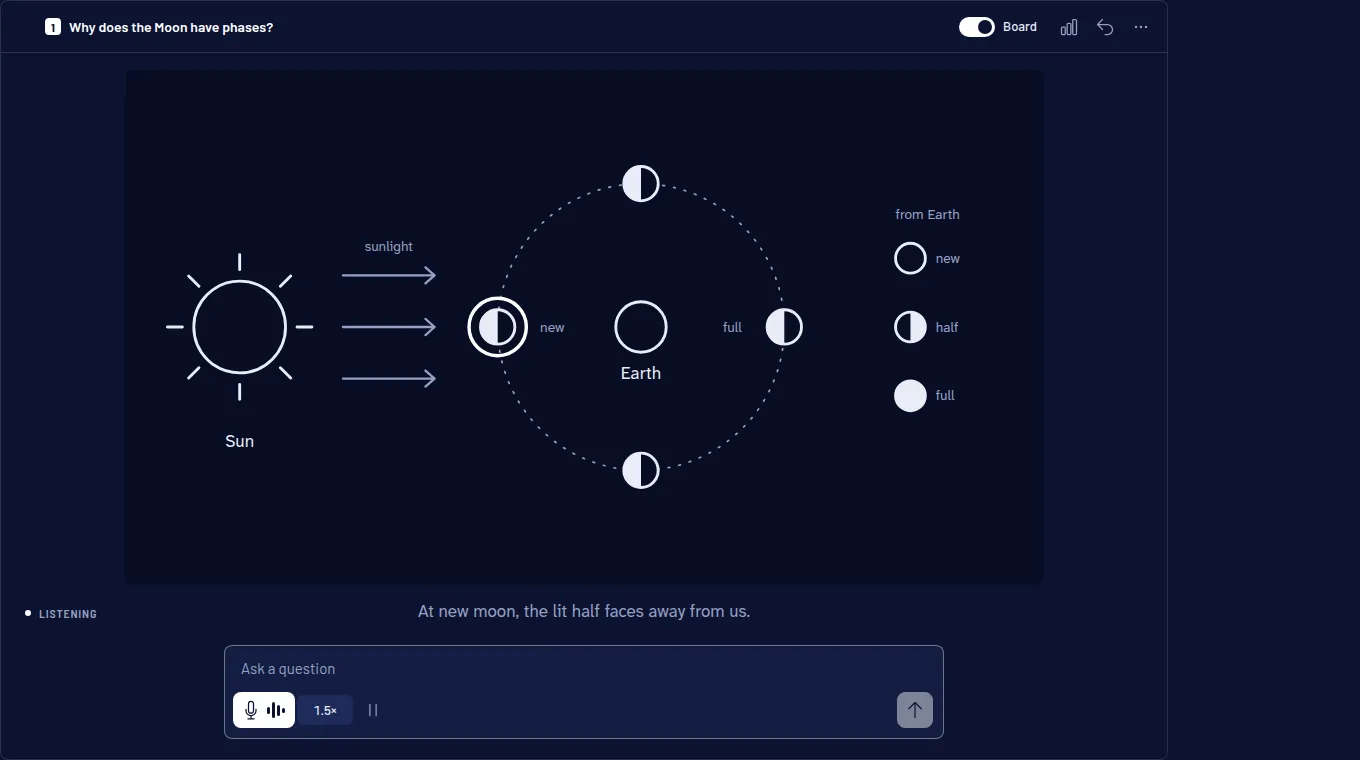 1 Why does the Moon have phases?
Board
from Earth
sunlight
new
new
full
half
Earth
full
Sun
LISTENING
At new moon, the lit half faces away from us.
Ask a question
1.5×